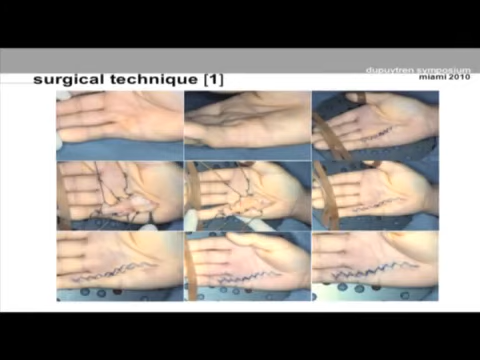 dupuytren symposium
surgical technique [1]
miami 2010